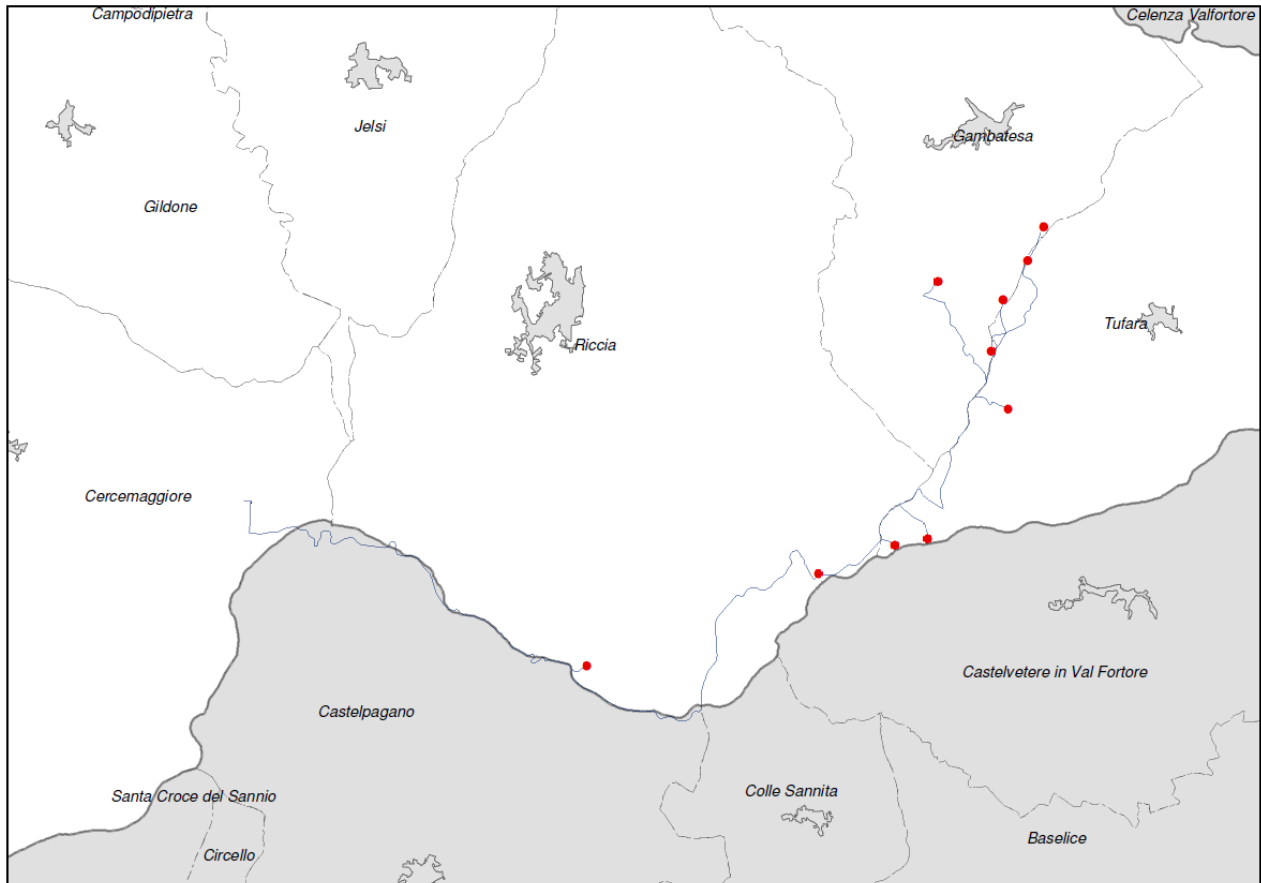 Campodipietra
Celenza Valfortore
Jelsi
Gambatesa
Gildone
Tufara
Riccia
Cercemaggiore
Castelvetere in Val Fortore
Castelpagano
Colle Sannita
Santa Croce del Sannio
Baselice
Circello